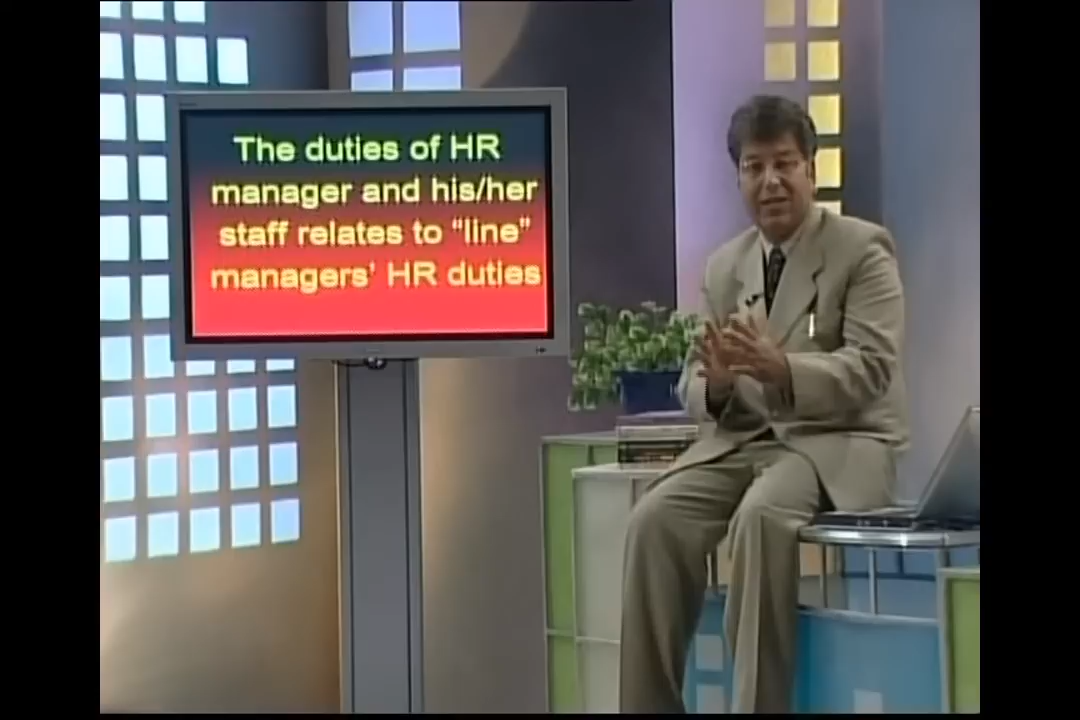 The duties of HR
manager and his/her
staff relates to “line”
managers’ HR duties